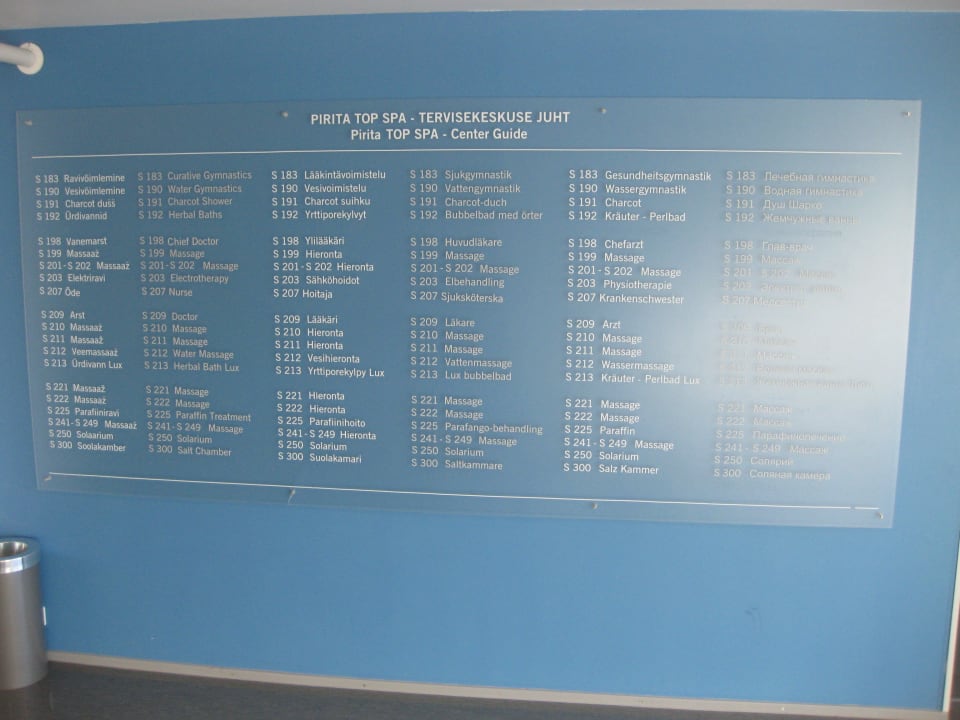 PIRITA TOP SPA - TERVISEKESKUSE JUHT
Pirita TOP SPA - Center Guide
S 183 Ravivõimlemine
S 190 Vesivõimlemine
S 191 Charcot dušš
S 192 Ürdivannid
S 198 Vanemarst
S 199 Massaaž
S 201-S 202 Massaaž
S 203 Elektriravi
S 207 Õde
S 209 Arst
S 210 Massaaž
S 211 Massaaž
S 212 Veemassaaž
S 213 Ürdivann Lux
S 221 Massaaž
S 222 Massaaž
S 225 Parafiiniravi
S 241-S 249 Massaaž
S 250 Solaarium
S 300 Soolakamber
S 183 Curative Gymnastics
S 190 Water Gymnastics
S 191 Charcot Shower
S 192 Herbal Baths
S 198 Chief Doctor
S 199 Massage
S 201-S 202 Massage
S 203 Electrotherapy
S 207 Nurse
S 209 Doctor
S 210 Massage
S 211 Massage
S 212 Water Massage
S 213 Herbal Bath Lux
S 221 Massage
S 222 Massage
S 225 Paraffin Treatment
S 241-S 249 Massage
S 250 Solarium
S 300 Salt Chamber
S 183 Lääkintävoimistelu
S 190 Vesivoimistelu
S 191 Charcot suihku
S 192 Yrttiporekylvyt
S 198 Ylilääkäri
S 199 Hieronta
S 201-S 202 Hieronta
S 203 Sähköhoidot
S 207 Hoitaja
S 209 Lääkäri
S 210 Hieronta
S 211 Hieronta
S 212 Vesihieronta
S 213 Yrttiporekylpy Lux
S 221 Hieronta
S 222 Hieronta
S 225 Parafiinihoito
S 241-S 249 Hieronta
S 250 Solarium
S 300 Suolakamari
S 183 Sjukgymnastik
S 190 Vattengymnastik
S 191 Charcot-duch
S 192 Bubbelbad med örter
S 198 Huvudläkare
S 199 Massage
S 201-S 202 Massage
S 203 Elbehandling
S 207 Sjuksköterska
S 209 Läkare
S 210 Massage
S 211 Massage
S 212 Vattenmassage
S 213 Lux bubbelbad
S 221 Massage
S 222 Massage
S 225 Parafango-behandling
S 241-S 249 Massage
S 250 Solarium
S 300 Saltkammare
S 183 Gesundheitsgymnastik
S 190 Wassergymnastik
S 191 Charcot
S 192 Kräuter - Perlbad
S 198 Chefarzt
S 199 Massage
S 201-S 202 Massage
S 203 Physiotherapie
S 207 Krankenschwester
S 209 Arzt
S 210 Massage
S 211 Massage
S 212 Wassermassage
S 213 Kräuter - Perlbad Lux
S 221 Massage
S 222 Massage
S 225 Paraffin
S 241-S 249 Massage
S 250 Solarium
S 300 Salz Kammer
S 183 Лечебная гимнастика
S 190 Водная гимнастика
S 191 Душ Шарко
S 192 Жемчужные ванны
S 198 Глав-врач
S 199 Массаж
S 201
S 207
S 221 Массаж
S 222 Массаж
S 225 Парафинолечение
S 241-S 249 Массаж
S 250 Солярий
S 300 Соляная камера